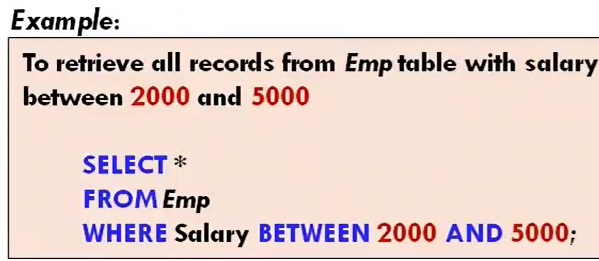 Example:
To retrieve all records from Emp table with salary
between 2000 and 5000
SELECT *
FROM Emp
WHERE Salary BETWEEN 2000 AND 5000;